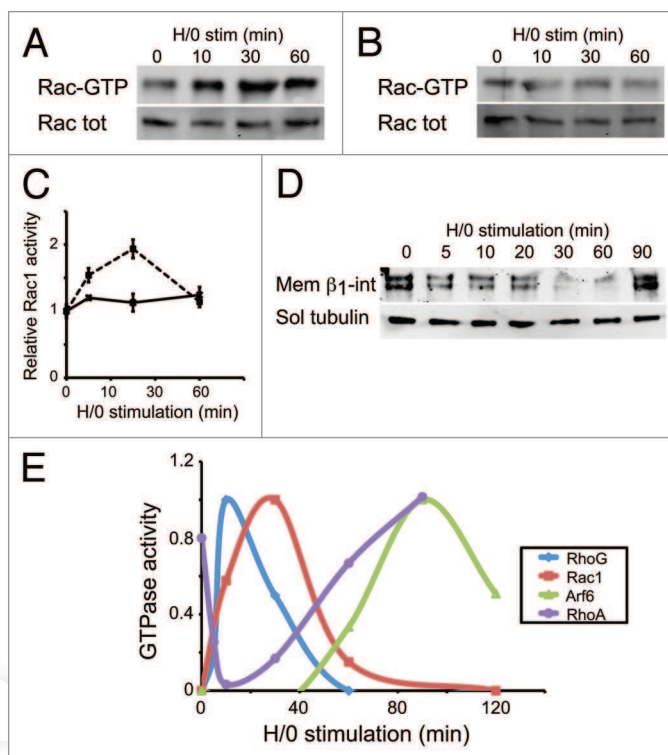 A
H/0 stim (min)
0 10 30 60
Rac-GTP
Rac tot
B
H/0 stim (min)
0 10 30 60
Rac-GTP
Rac tot
C
Relative Rac1 activity
2
1
0
0 10 30 60
H/0 stimulation (min)
D
H/0 stimulation (min)
0 5 10 20 30 60 90
Mem β1-int
Sol tubulin
E
GTPase activity
1.2
0.8
0.4
0
0 40 80 120
H/0 stimulation (min)
RhoG
Rac1
Arf6
RhoA